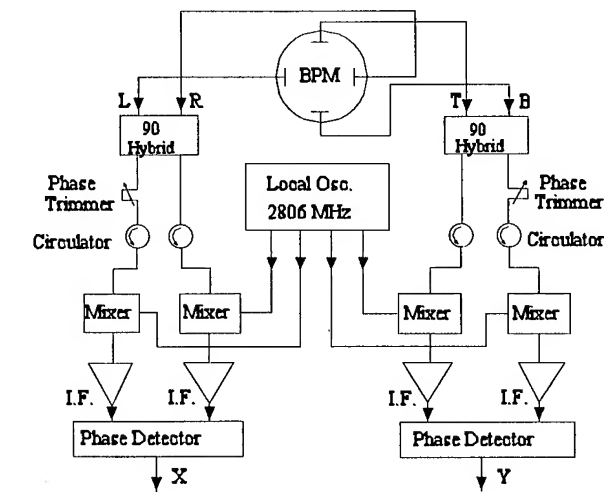 BPM
L
R
T
B
90
Hybrid
90
Hybrid
Phase
Trimmer
Local Osc.
2806 MHz
Phase
Trimmer
Circulator
Circulator
Mixer
Mixer
Mixer
Mixer
I.F.
I.F.
I.F.
I.F.
Phase Detector
Phase Detector
X
Y